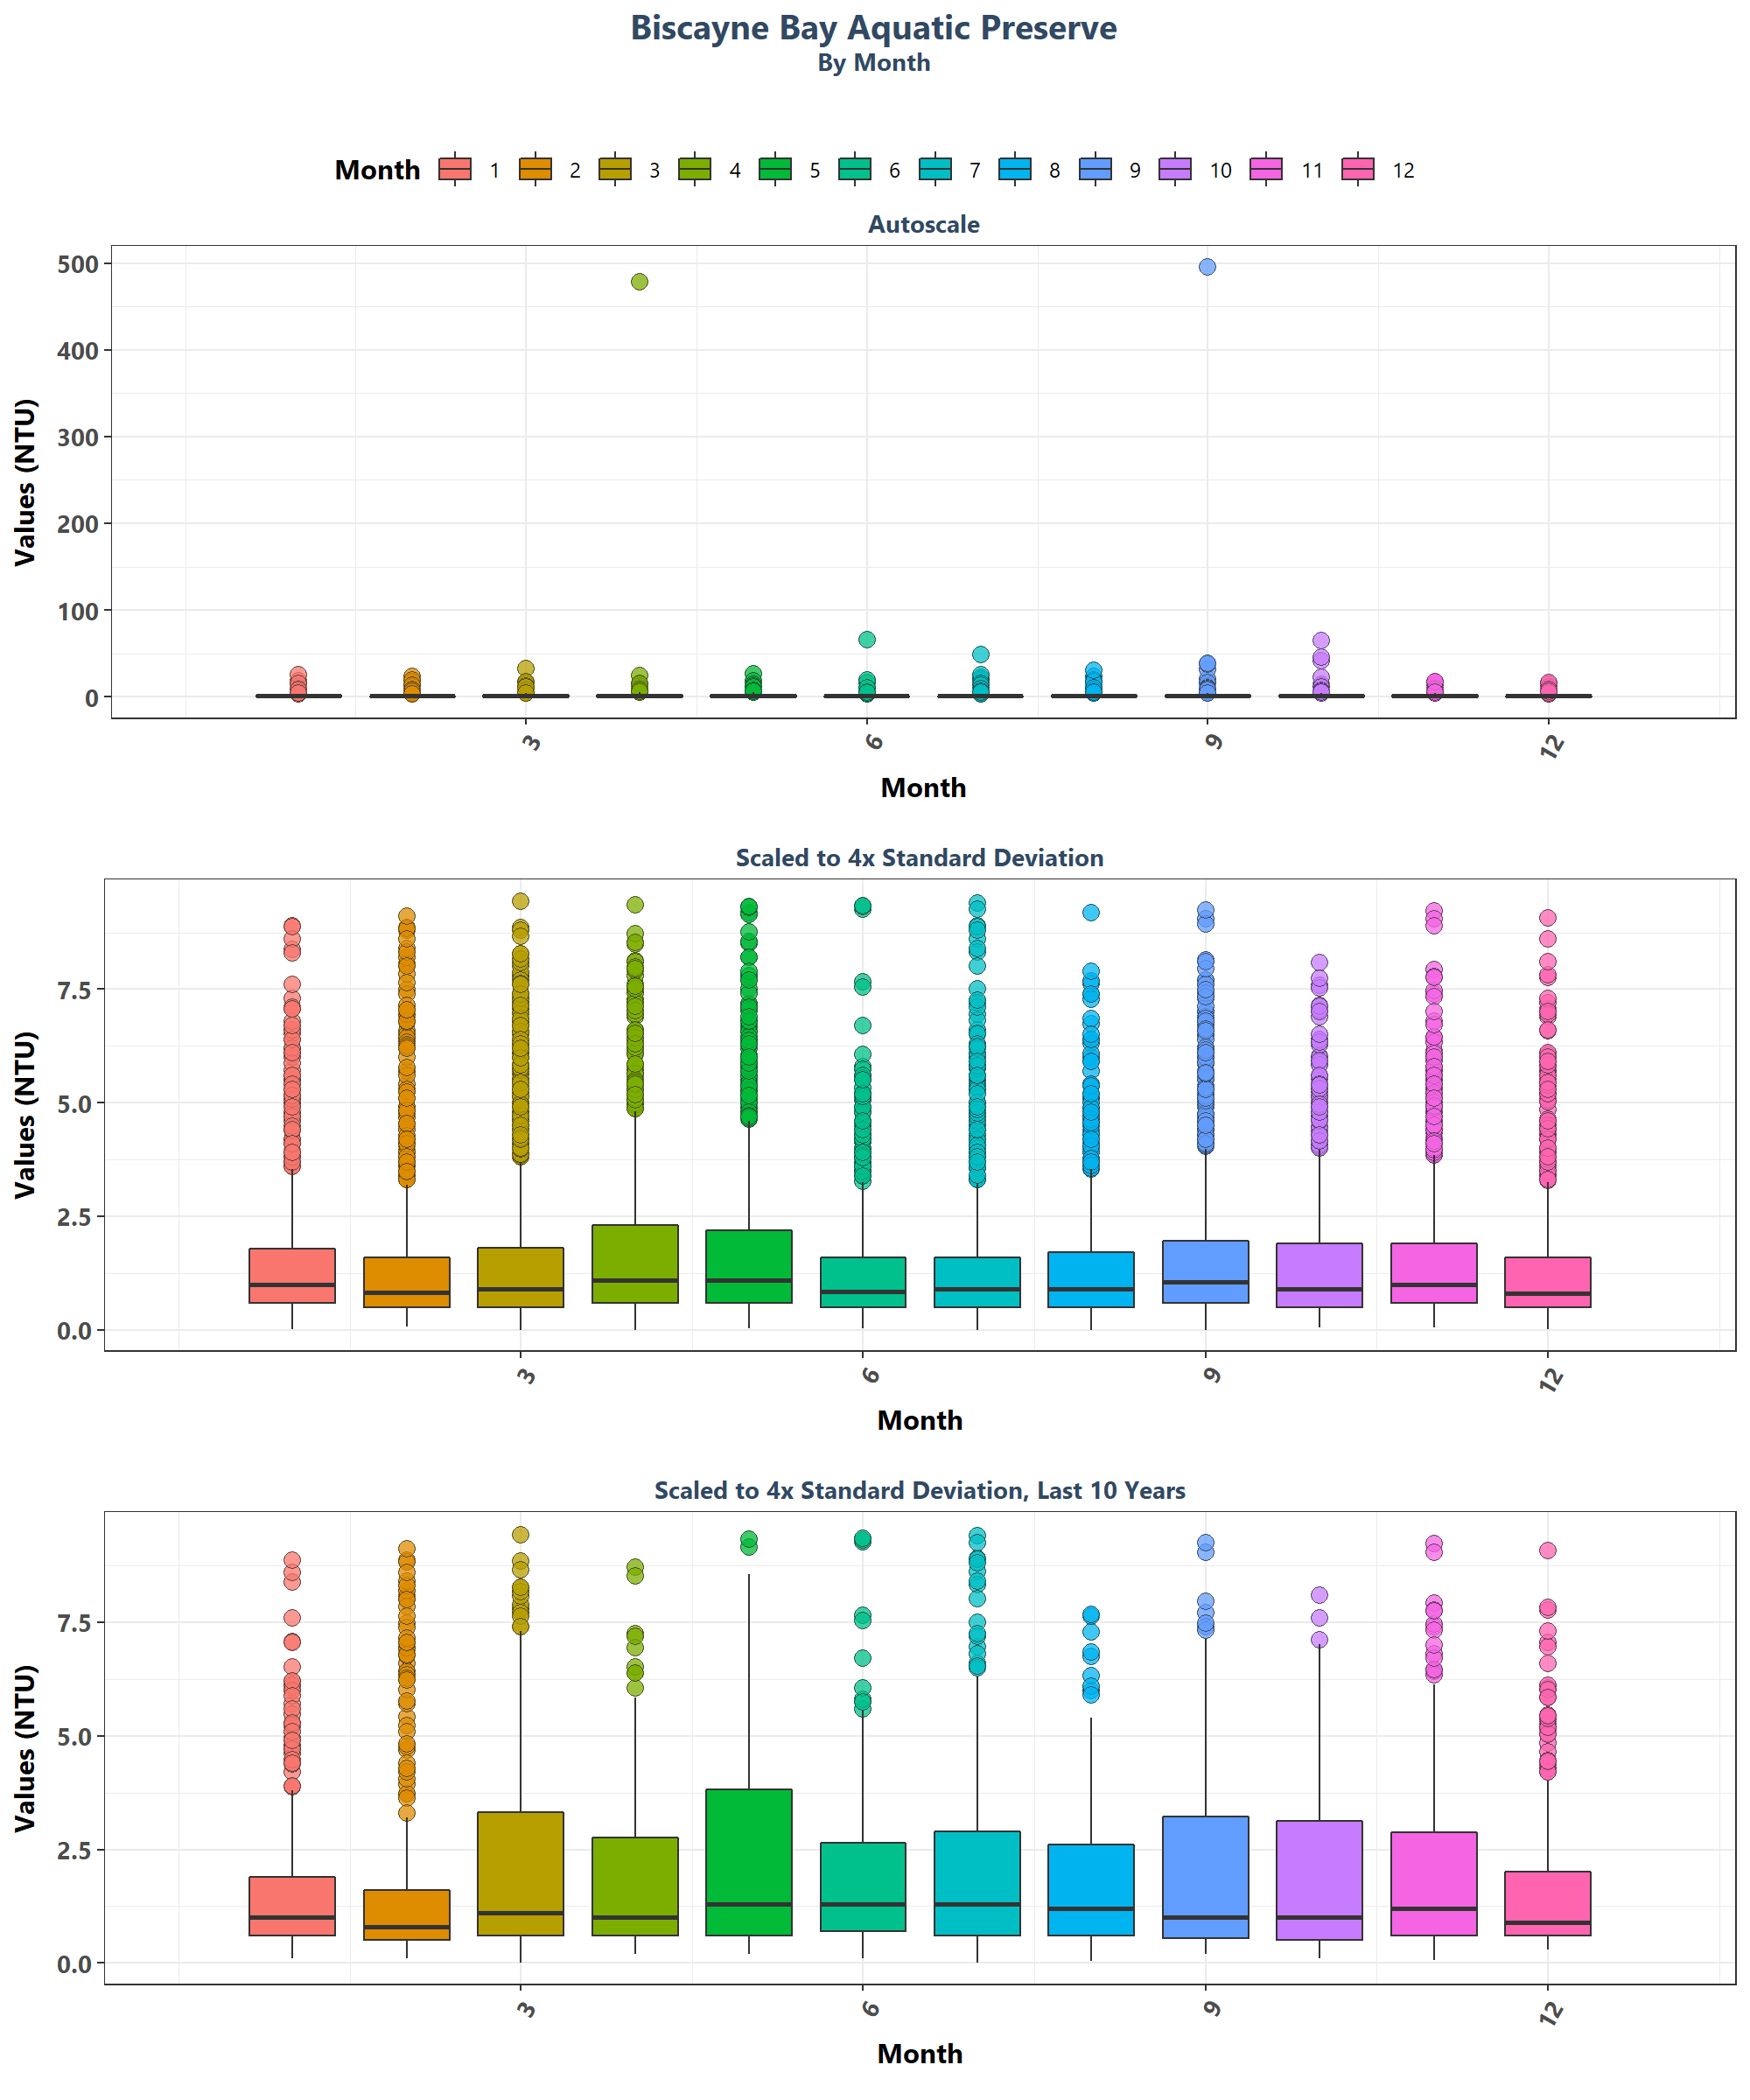 Biscayne Bay Aquatic Preserve
By Month
Month 1 2 3 4 5 6 7 8 9 10 11 12
Autoscale
Values (NTU)
500
400
300
200
100
0
3 6 9 12
Month
Scaled to 4x Standard Deviation
Values (NTU)
7.5
5.0
2.5
0.0
3 6 9 12
Month
Scaled to 4x Standard Deviation, Last 10 Years
Values (NTU)
7.5
5.0
2.5
0.0
3 6 9 12
Month